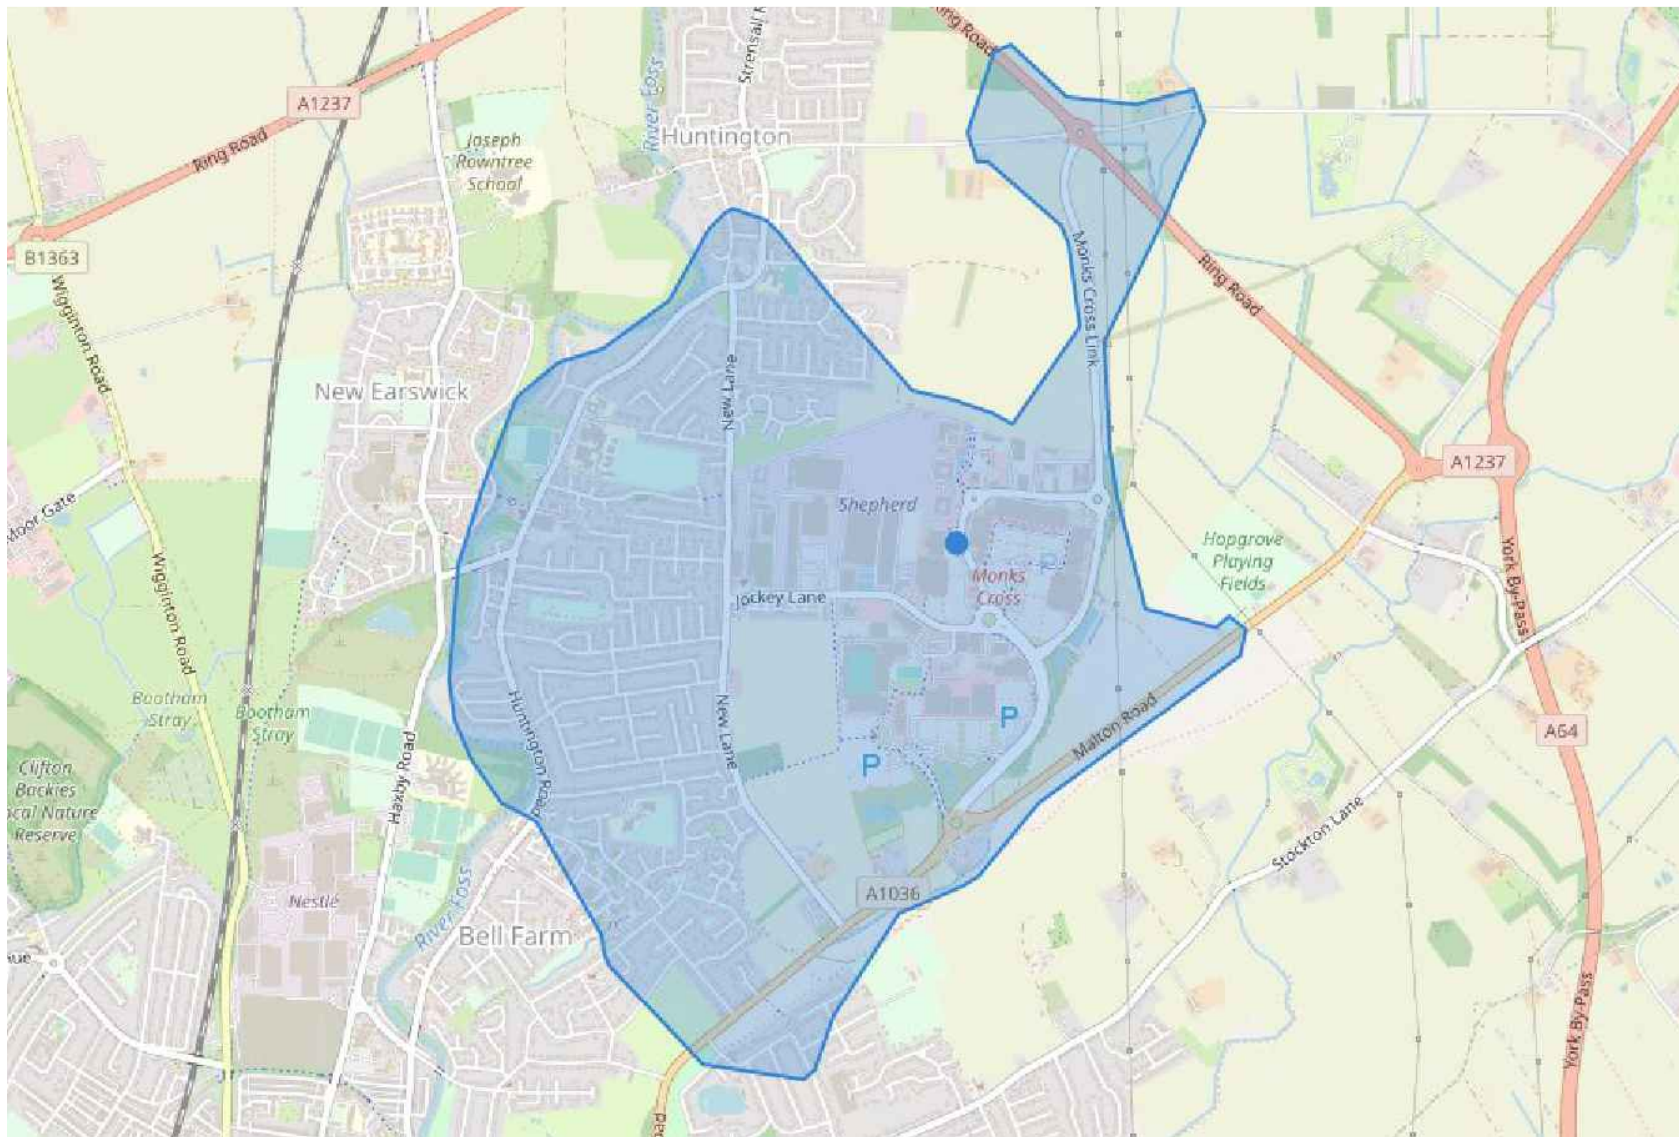 Ring Road
Strensall R
A1237
River Foss
Huntington
Ring Road
Joseph
Rowntree
School
B1363
Wigginton Road
Monks Cross Link
Ring Road
New Earswick
New Lane
A1237
Moor Gate
Shepherd
Hopgrove
Playing
Fields
P
Monks
Cross
Jockey Lane
York By-Pass
Wigginton Road
Bootham
Stray
Bootham
Stray
Huntington Road
New Lane
P
Malton Road
A64
Haxby Road
P
Clifton
Backies
ocal Nature
Reserve
Stockton Lane
Nestlé
A1036
River Foss
Bell Farm
nue
York By-Pass
oad